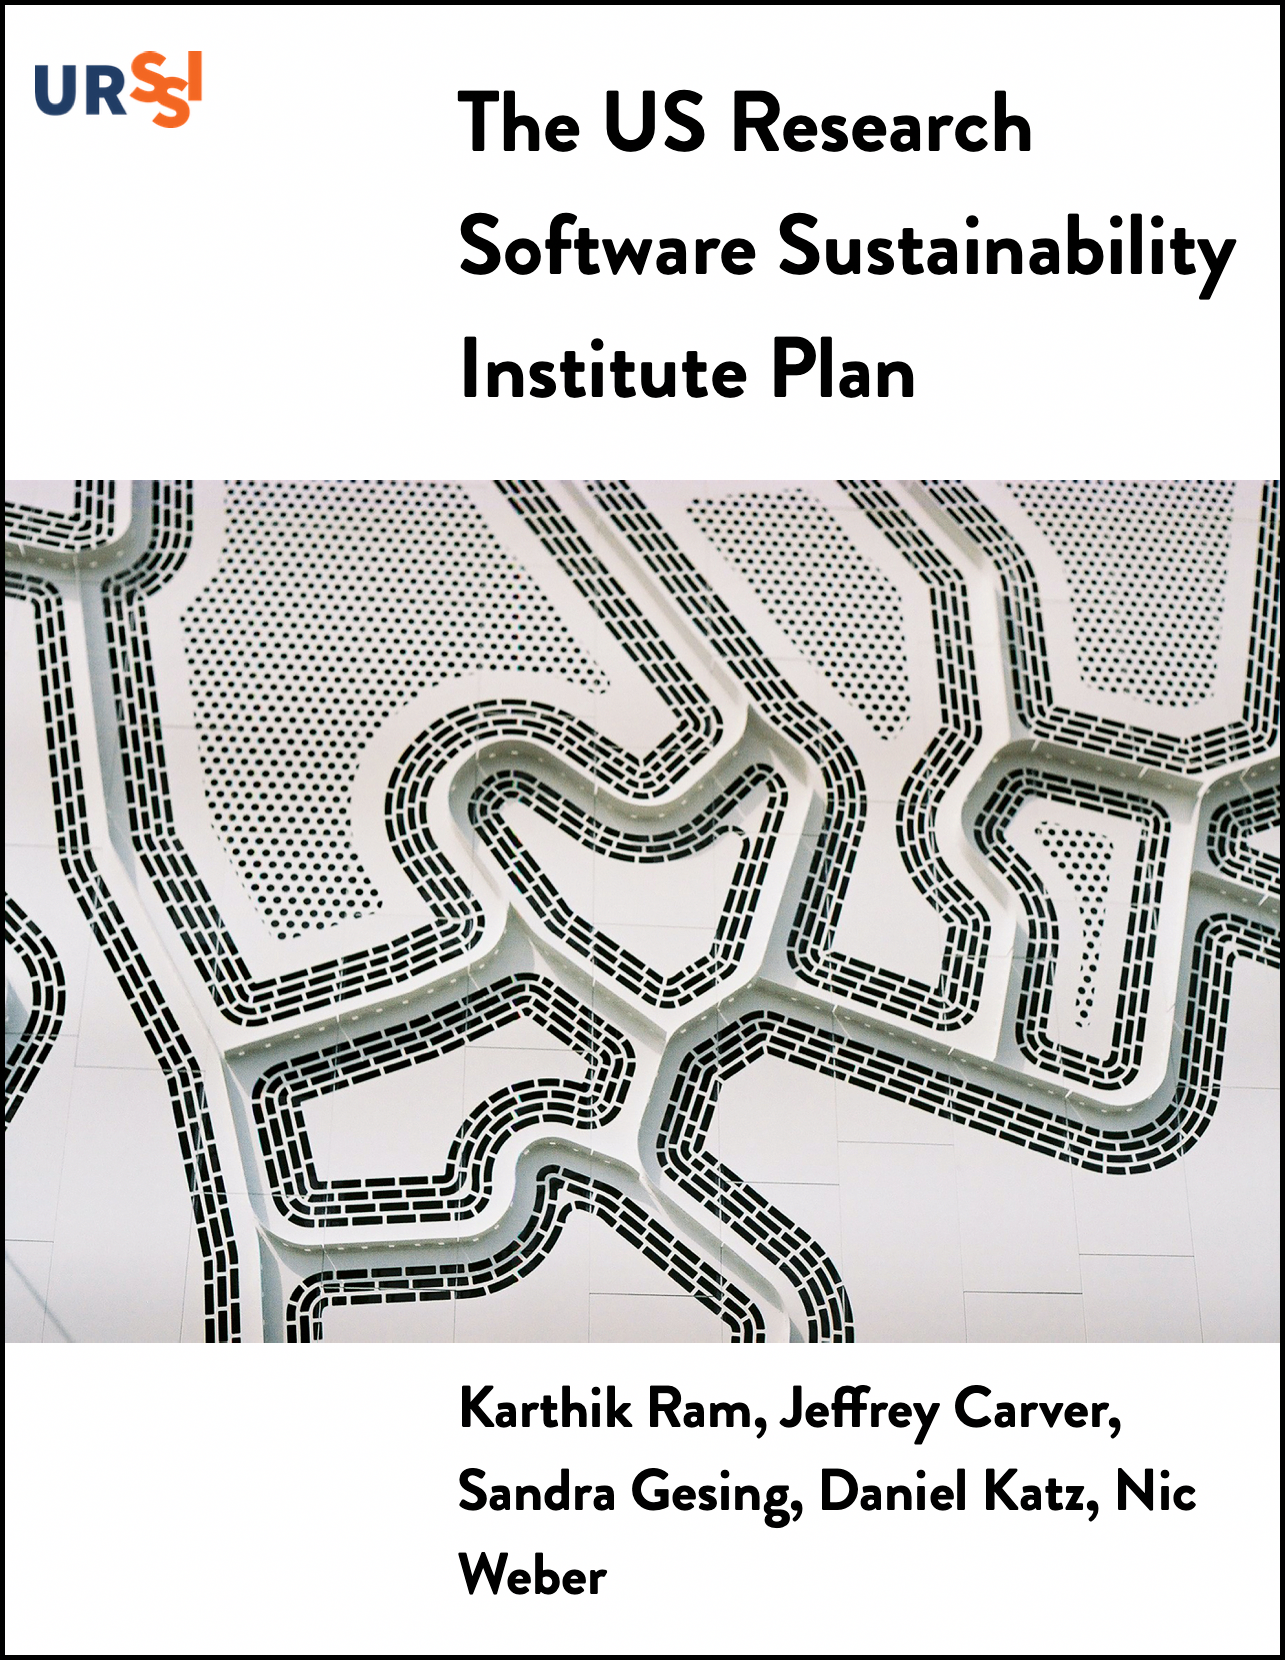 URSSI
The US Research
Software Sustainability
Institute Plan
Karthik Ram, Jeffrey Carver,
Sandra Gesing, Daniel Katz, Nic
Weber